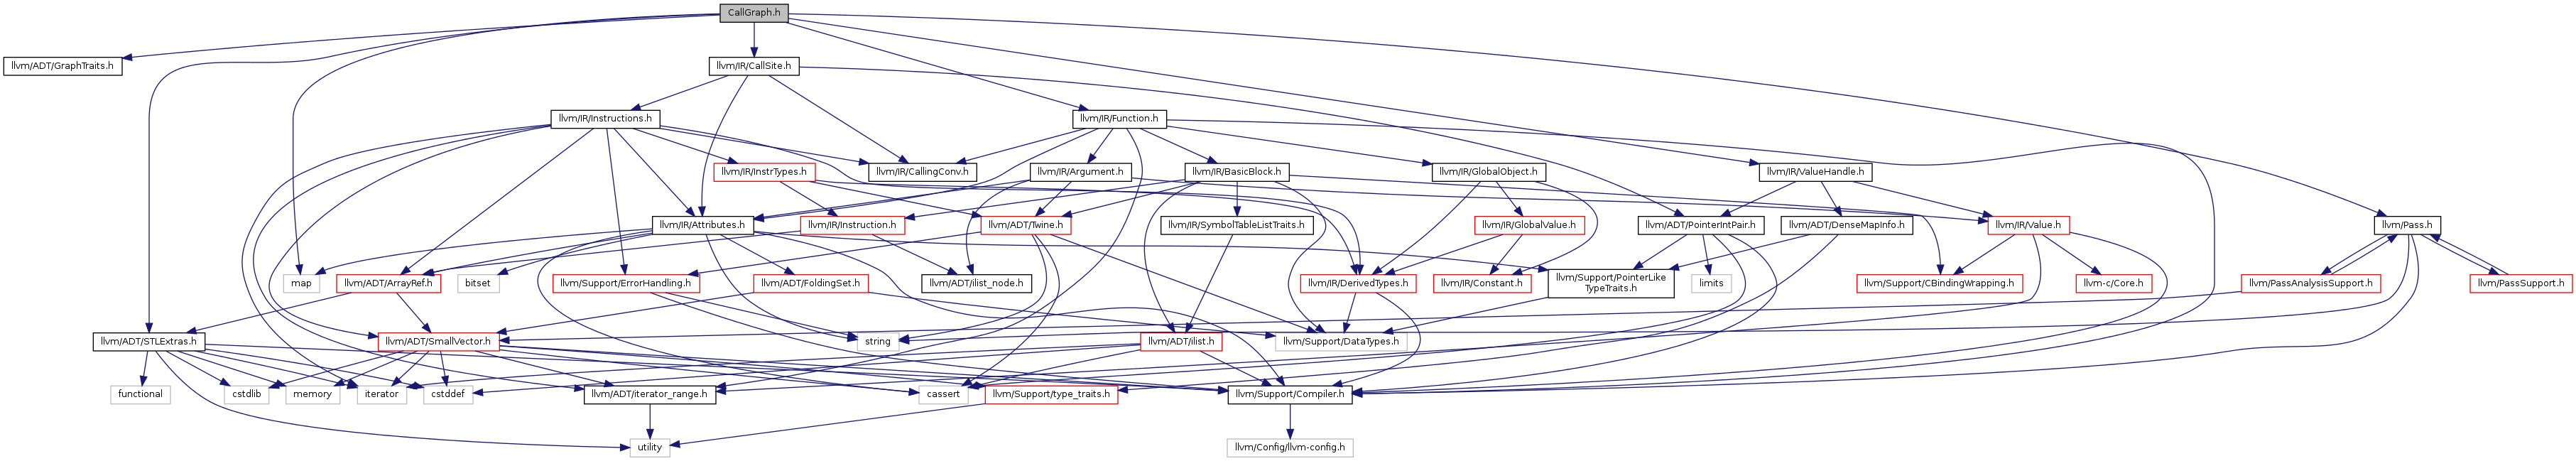 CallGraph.h
llvm/ADT/GraphTraits.h
llvm/IR/CallSite.h
llvm/IR/Instructions.h
llvm/IR/Function.h
llvm/IR/InstrTypes.h
llvm/IR/CallingConv.h
llvm/IR/Argument.h
llvm/IR/BasicBlock.h
llvm/IR/GlobalObject.h
llvm/IR/ValueHandle.h
llvm/IR/Attributes.h
llvm/IR/Instruction.h
llvm/ADT/Twine.h
llvm/IR/SymbolTableListTraits.h
llvm/IR/GlobalValue.h
llvm/ADT/PointerIntPair.h
llvm/ADT/DenseMapInfo.h
llvm/IR/Value.h
llvm/Pass.h
map
llvm/ADT/ArrayRef.h
bitset
llvm/Support/ErrorHandling.h
llvm/ADT/FoldingSet.h
llvm/ADT/ilist_node.h
llvm/IR/DerivedTypes.h
llvm/IR/Constant.h
llvm/Support/PointerLike
TypeTraits.h
limits
llvm/Support/CBindingWrapping.h
llvm-c/Core.h
llvm/PassAnalysisSupport.h
llvm/PassSupport.h
llvm/ADT/STLExtras.h
llvm/ADT/SmallVector.h
string
llvm/ADT/ilist.h
llvm/Support/DataTypes.h
functional
cstdlib
memory
iterator
cstddef
llvm/ADT/iterator_range.h
cassert
llvm/Support/type_traits.h
llvm/Support/Compiler.h
utility
llvm/Config/llvm-config.h